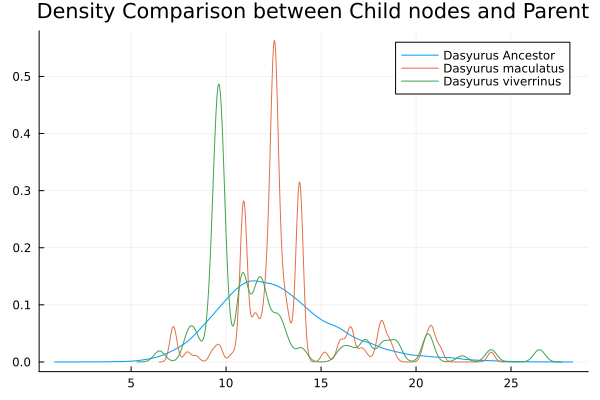 Density Comparison between Child nodes and Parent
Dasyurus Ancestor
Dasyurus maculatus
Dasyurus viverrinus
0.5
0.4
0.3
0.2
0.1
0.0
5 10 15 20 25